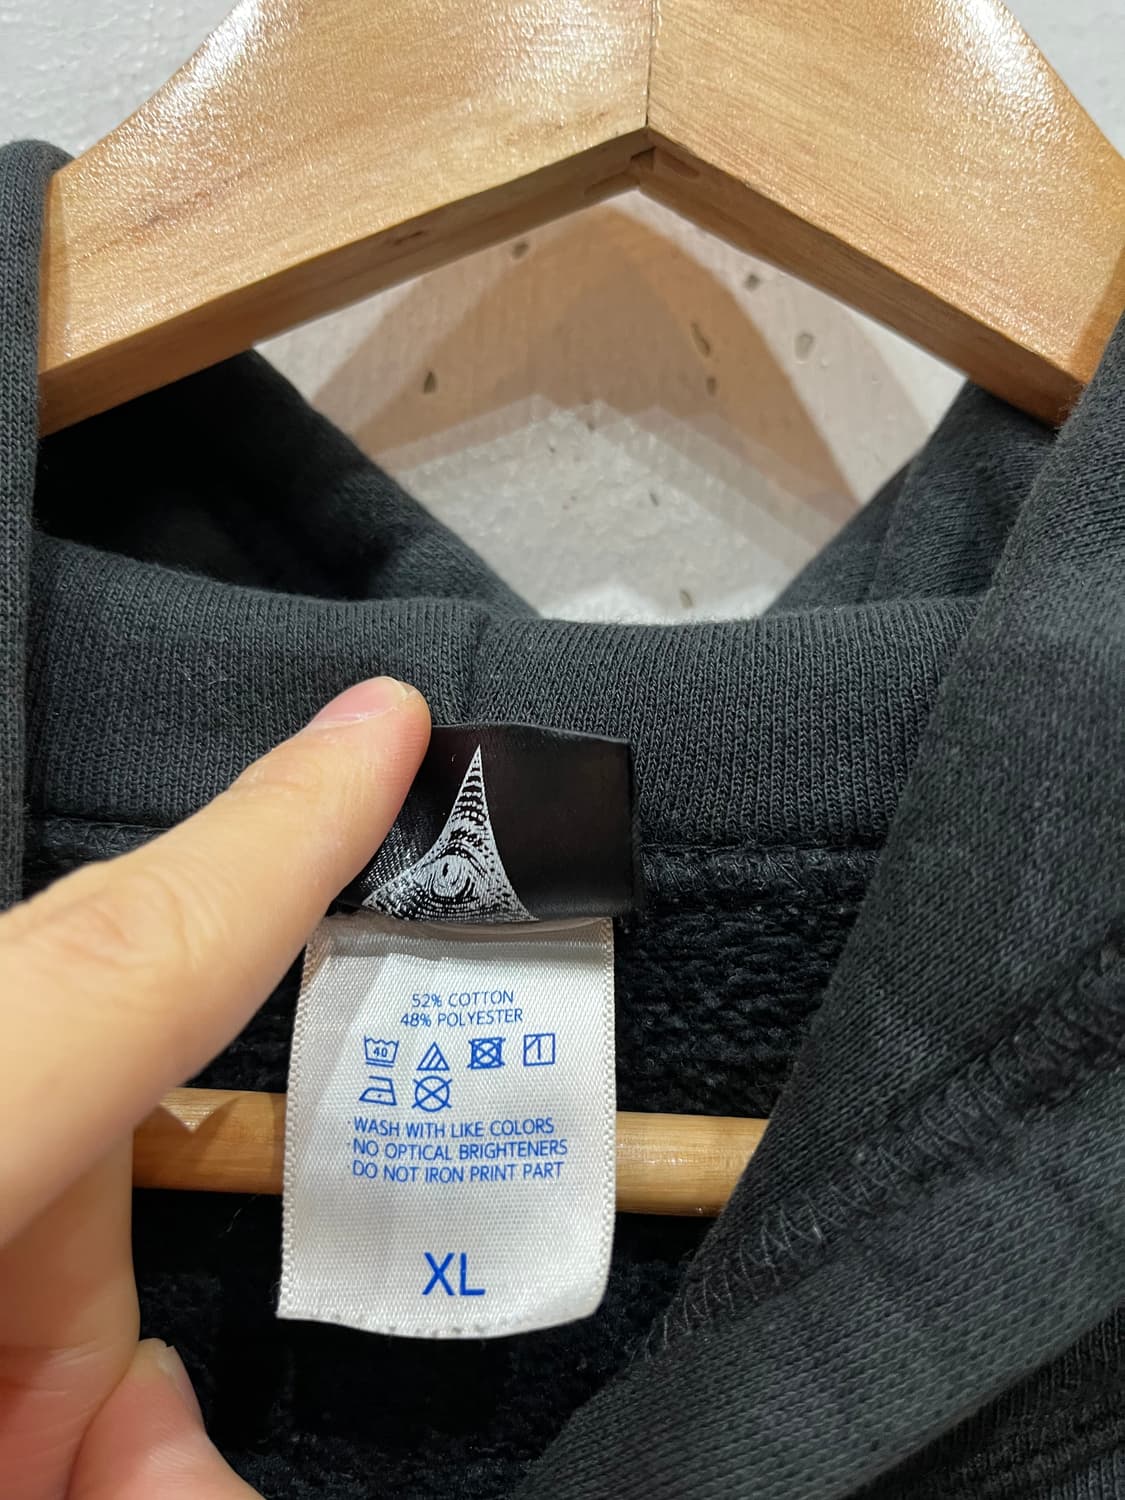 52% COTTON
48% POLYESTER
40
WASH WITH LIKE COLORS
NO OPTICAL BRIGHTENERS
DO NOT IRON PRINT PART
XL